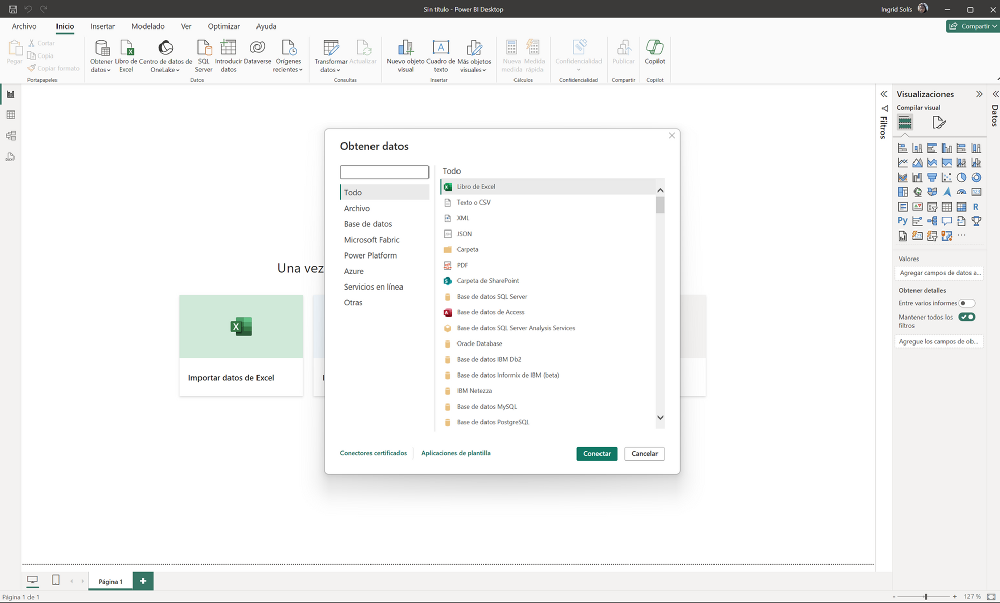 Sin título - Power BI Desktop
Ingrid Solís
Archivo
Inicio
Insertar
Modelado
Ver
Optimizar
Ayuda
Compartir
Pegar
Cortar
Copia
Copiar formato
Portapapeles
Obtener datos
Libro de Excel
Centro de datos de OneLake
SQL Server
Introducir datos
Dataverse
Orígenes recientes
Datos
Transformar datos
Actualizar
Consultas
Nuevo objeto visual
Cuadro de texto
Más objetos visuales
Insertar
Nueva medida
Medida rápida
Cálculos
Confidencialidad
Confidencialidad
Publicar
Compartir
Copilot
Copilot
Una vez
Importar datos de Excel
Obtener datos
Todo
Archivo
Base de datos
Microsoft Fabric
Power Platform
Azure
Servicios en línea
Otras
Todo
Libro de Excel
Texto o CSV
XML
JSON
Carpeta
PDF
Carpeta de SharePoint
Base de datos SQL Server
Base de datos de Access
Base de datos SQL Server Analysis Services
Oracle Database
Base de datos IBM Db2
Base de datos Informix de IBM (beta)
IBM Netezza
Base de datos MySQL
Base de datos PostgreSQL
Conectores certificados
Aplicaciones de plantilla
Conectar
Cancelar
Filtros
Visualizaciones
Compilar visual
R
Py
123
Valores
Agregar campos de datos a...
Obtener detalles
Entre varios informes
Mantener todos los
filtros
Agregue los campos de ob...
Datos
Página 1
Página 1 de 1
127 %